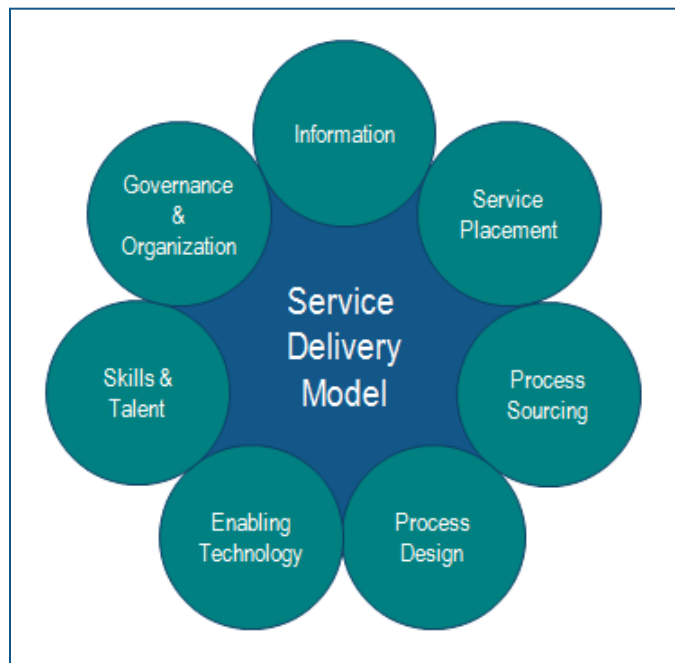 Information
Governance
&
Organization
Service
Placement
Service
Delivery
Model
Skills &
Talent
Process
Sourcing
Enabling
Technology
Process
Design